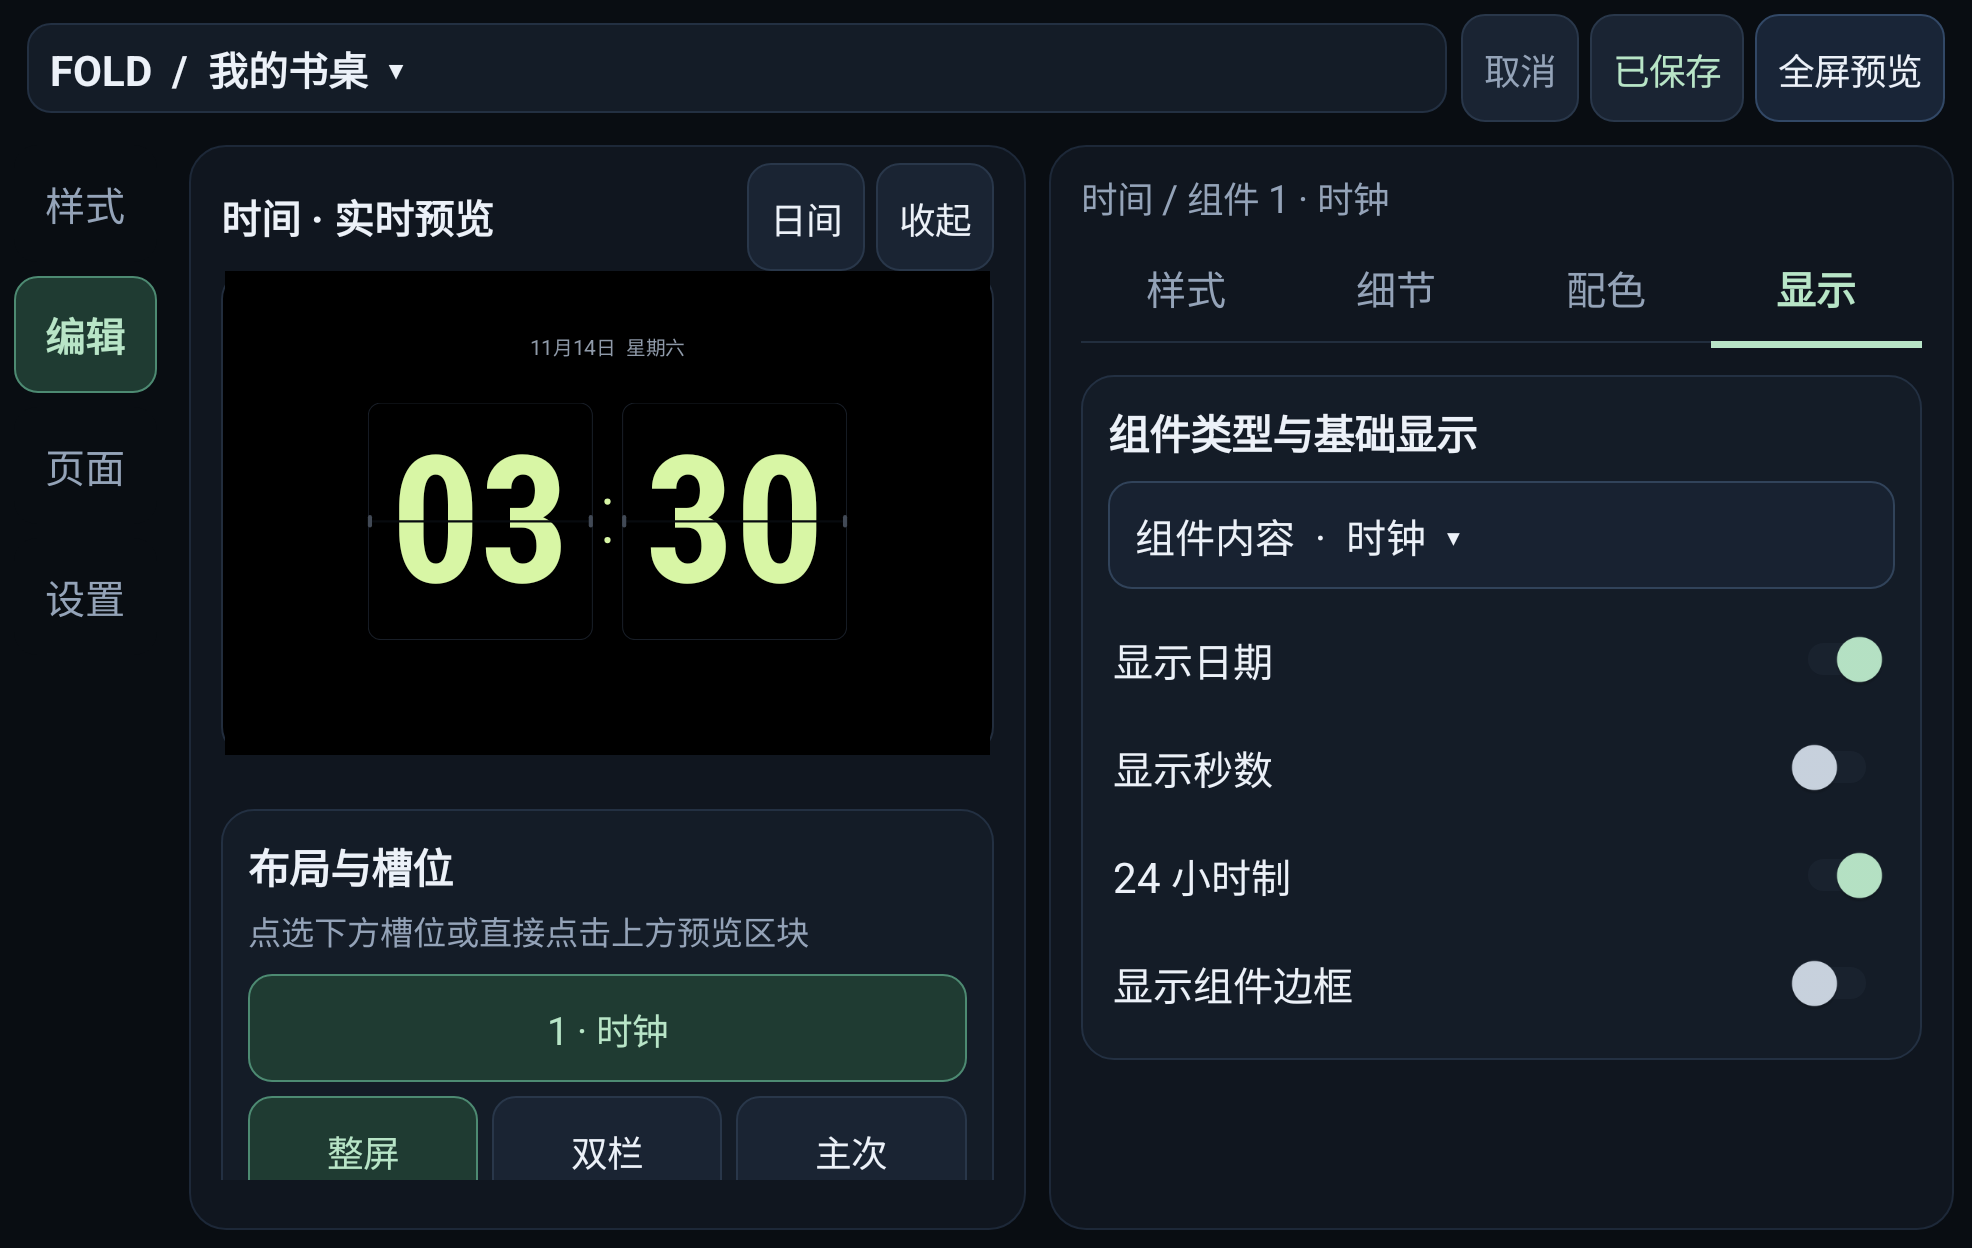 FOLD / 我的书桌 ▼
取消
已保存
全屏预览
样式
编辑
页面
设置
时间 · 实时预览
日间
收起
11月14日 星期六
03:30
布局与槽位
点选下方槽位或直接点击上方预览区块
1 · 时钟
整屏
双栏
主次
时间 / 组件 1 · 时钟
样式
细节
配色
显示
组件类型与基础显示
组件内容 · 时钟 ▼
显示日期
显示秒数
24 小时制
显示组件边框